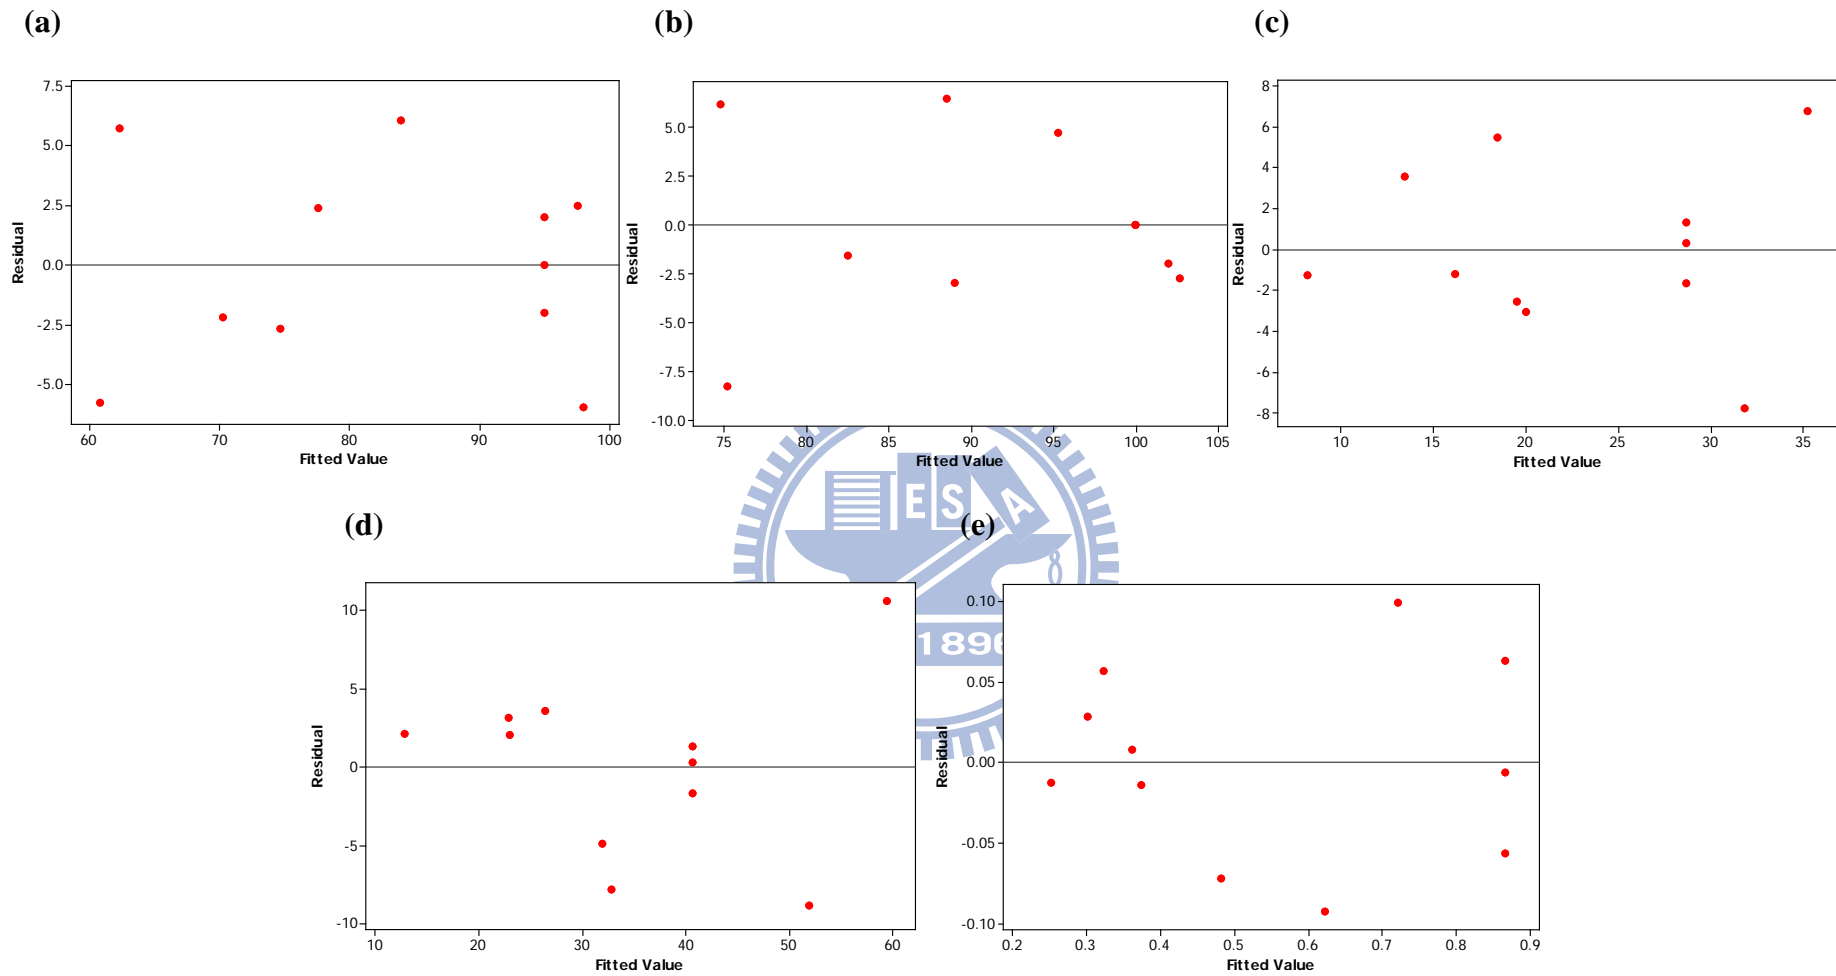 (a)
7.5
5.0
2.5
0.0
-2.5
-5.0
Residual
60 70 80 90 100
Fitted Value
(b)
5.0
2.5
0.0
-2.5
-5.0
-7.5
-10.0
Residual
75 80 85 90 95 100 105
Fitted Value
(c)
8
6
4
2
0
-2
-4
-6
-8
Residual
10 15 20 25 30 35
Fitted Value
E S A
1896
(d)
10
5
0
-5
-10
Residual
10 20 30 40 50 60
Fitted Value
(e)
0.10
0.05
0.00
-0.05
-0.10
Residual
0.2 0.3 0.4 0.5 0.6 0.7 0.8 0.9
Fitted Value